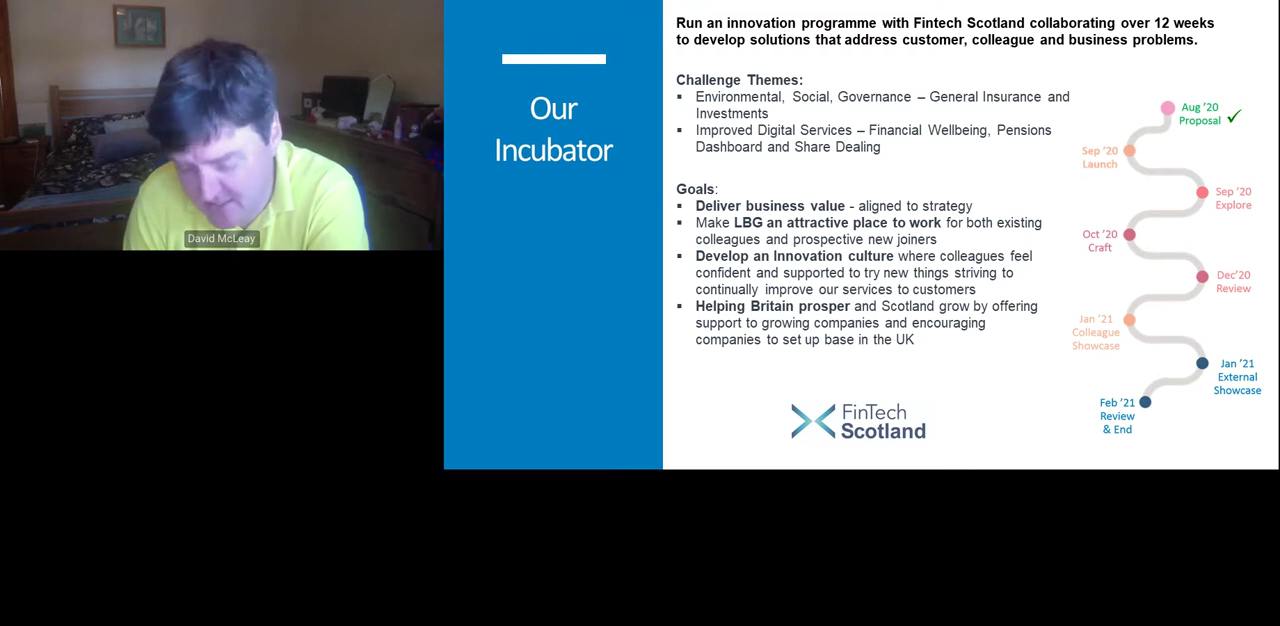 David McLeay
Our
Incubator
Run an innovation programme with Fintech Scotland collaborating over 12 weeks
to develop solutions that address customer, colleague and business problems.
Challenge Themes:
▪ Environmental, Social, Governance – General Insurance and
Investments
▪ Improved Digital Services – Financial Wellbeing, Pensions
Dashboard and Share Dealing
Goals:
▪ Deliver business value - aligned to strategy
▪ Make LBG an attractive place to work for both existing
colleagues and prospective new joiners
▪ Develop an Innovation culture where colleagues feel
confident and supported to try new things striving to
continually improve our services to customers
▪ Helping Britain prosper and Scotland grow by offering
support to growing companies and encouraging
companies to set up base in the UK
FinTech
Scotland
Aug '20
Proposal ✓
Sep '20
Launch
Sep '20
Explore
Oct '20
Craft
Dec'20
Review
Jan '21
Colleague
Showcase
Jan '21
External
Showcase
Feb '21
Review
& End